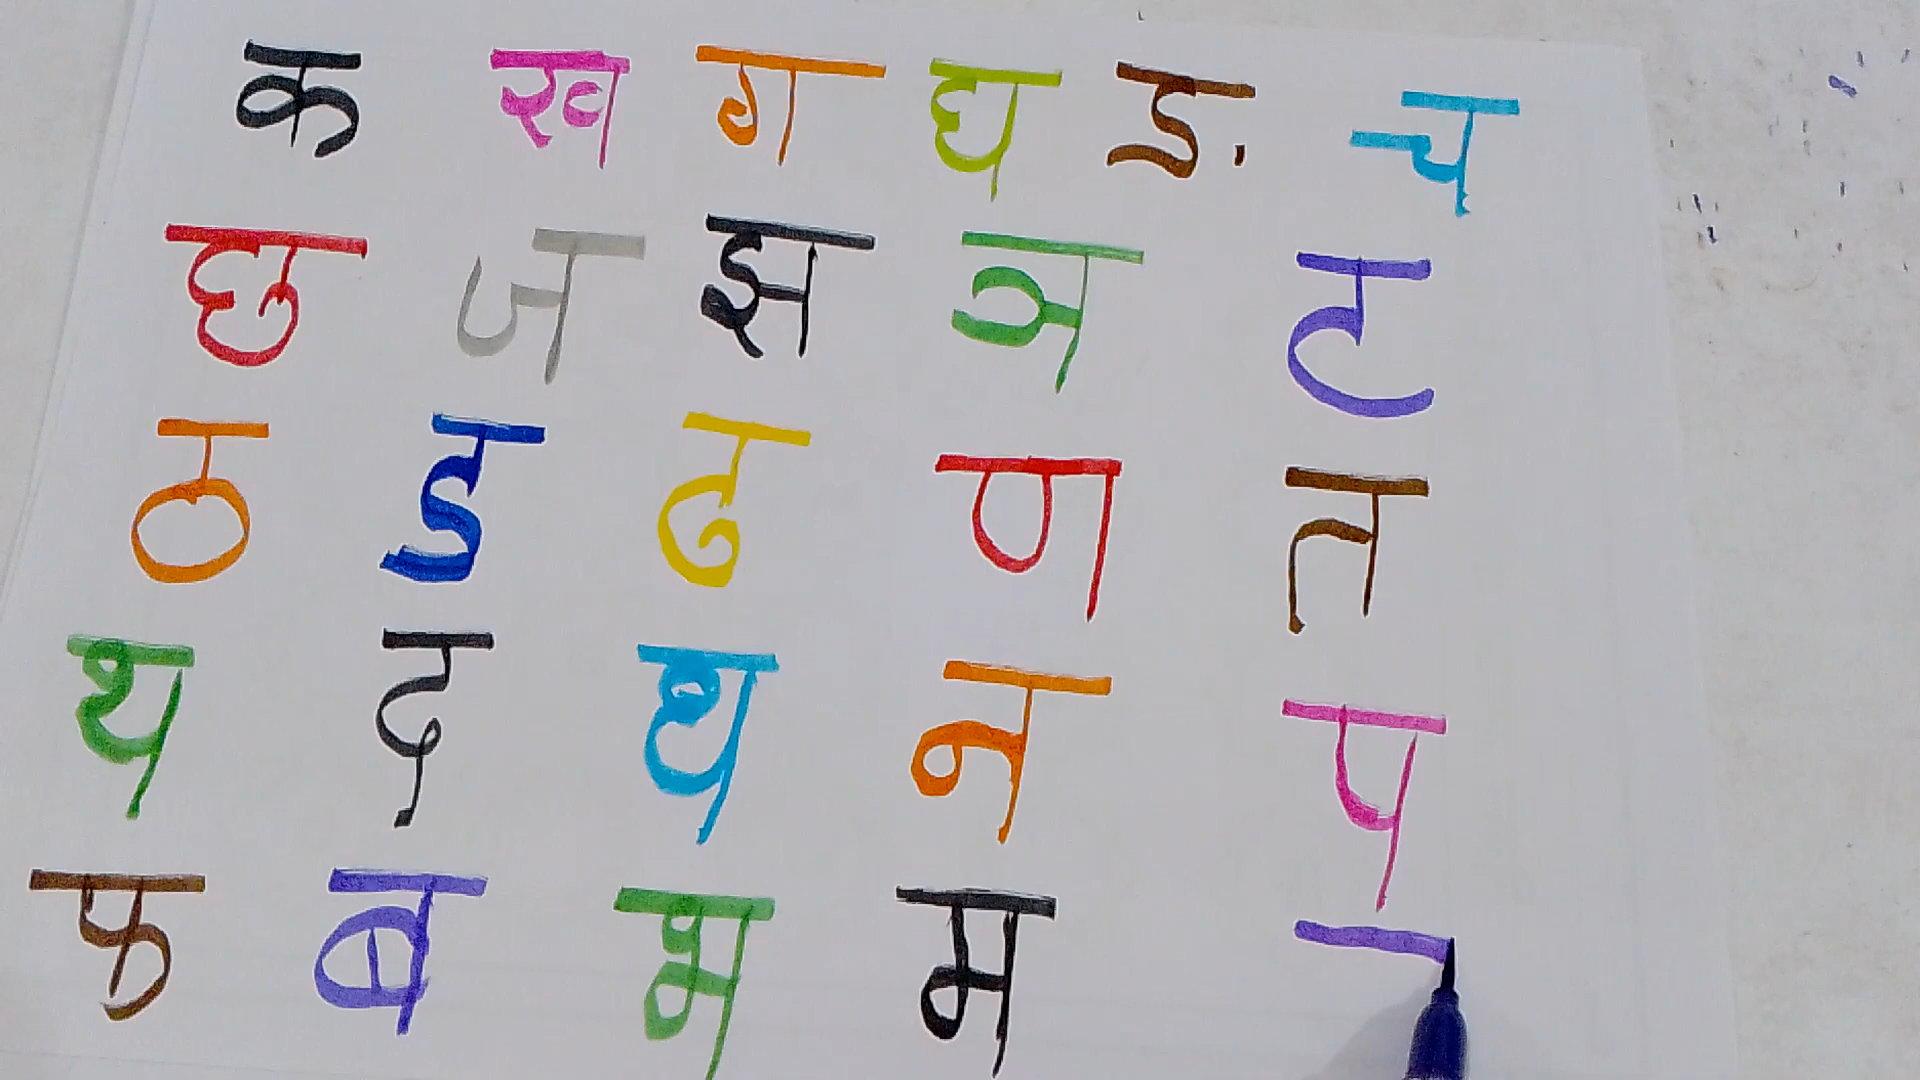 क ख ग घ ङ च
छ ज झ ञ ट
ठ ड ढ ण त
थ द ध न प
फ ब भ म